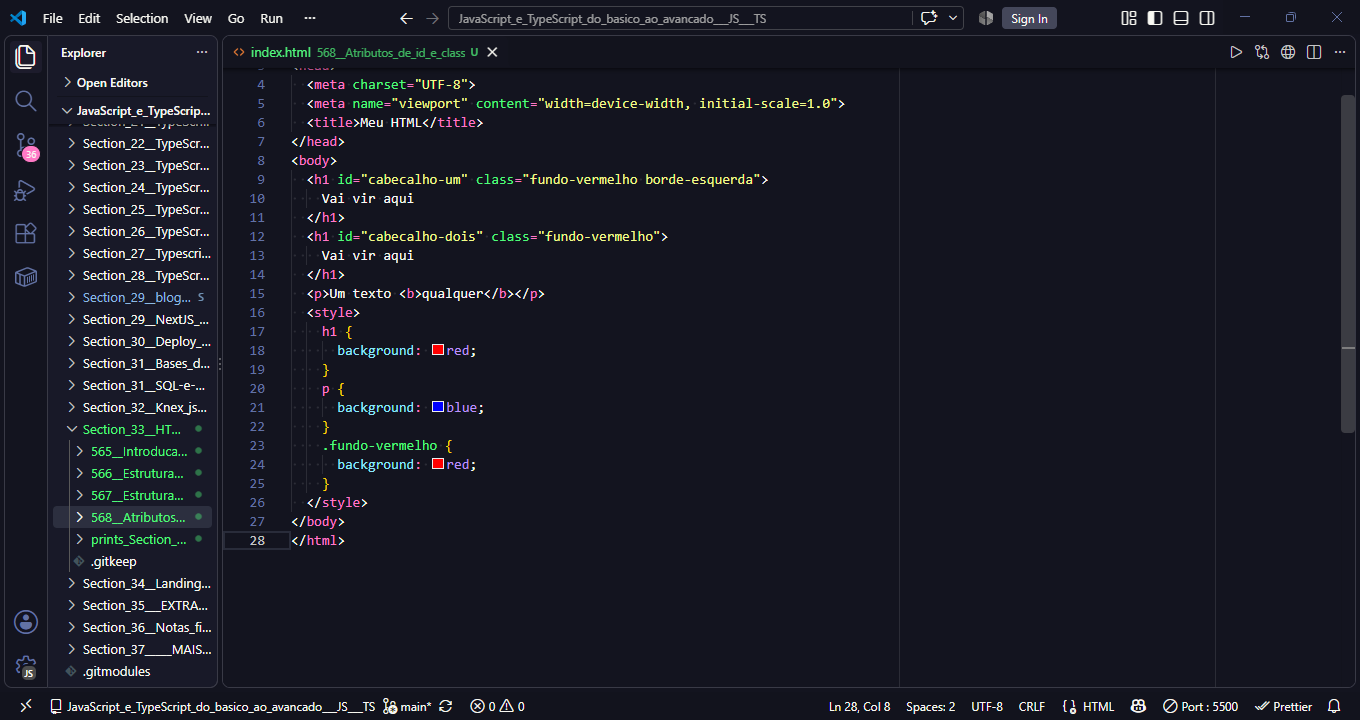 File Edit Selection View Go Run ···
JavaScript_e_TypeScript_do_basico_ao_avancado___JS___TS
Sign In
Explorer
Open Editors
JavaScript_e_TypeScrip...
Section_22__TypeScr...
Section_23__TypeScr...
Section_24__TypeScr...
Section_25__TypeScr...
Section_26__TypeScr...
Section_27__Typescri...
Section_28__TypeScr...
Section_29__blog... S
Section_29__NextJS_...
Section_30__Deploy_...
Section_31__Bases_d...
Section_31__SQL-e-...
Section_32__Knex_js...
Section_33__HT...
565__Introduca...
566__Estrutura...
567__Estrutura...
568__Atributos...
prints_Section_...
.gitkeep
Section_34__Landing...
Section_35___EXTRA...
Section_36__Notas_fi...
Section_37_____MAIS...
.gitmodules
36
JS
index.html 568__Atributos_de_id_e_class U
4 <meta charset="UTF-8">
5 <meta name="viewport" content="width=device-width, initial-scale=1.0">
6 <title>Meu HTML</title>
7 </head>
8 <body>
9 <h1 id="cabecalho-um" class="fundo-vermelho borde-esquerda">
10 Vai vir aqui
11 </h1>
12 <h1 id="cabecalho-dois" class="fundo-vermelho">
13 Vai vir aqui
14 </h1>
15 <p>Um texto <b>qualquer</b></p>
16 <style>
17 h1 {
18 background: red;
19 }
20 p {
21 background: blue;
22 }
23 .fundo-vermelho {
24 background: red;
25 }
26 </style>
27 </body>
28 </html>
JavaScript_e_TypeScript_do_basico_ao_avancado___JS___TS main* 0 0 Ln 28, Col 8 Spaces: 2 UTF-8 CRLF HTML Port : 5500 Prettier